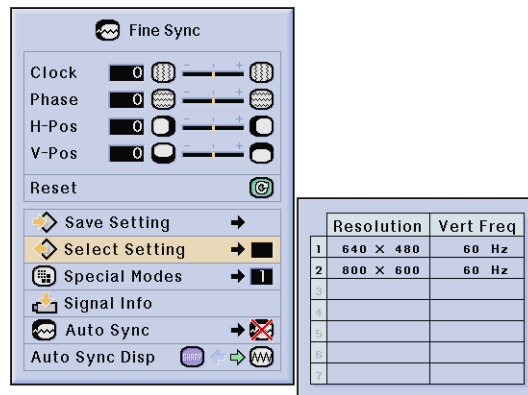 Fine Sync
Clock 0 - +
Phase 0 - +
H-Pos 0 - +
V-Pos 0 - +
Reset
Save Setting
Select Setting
Special Modes 1
Signal Info
Auto Sync
Auto Sync Disp SHARP
Resolution Vert Freq
1 640 × 480 60 Hz
2 800 × 600 60 Hz
3
4
5
6
7